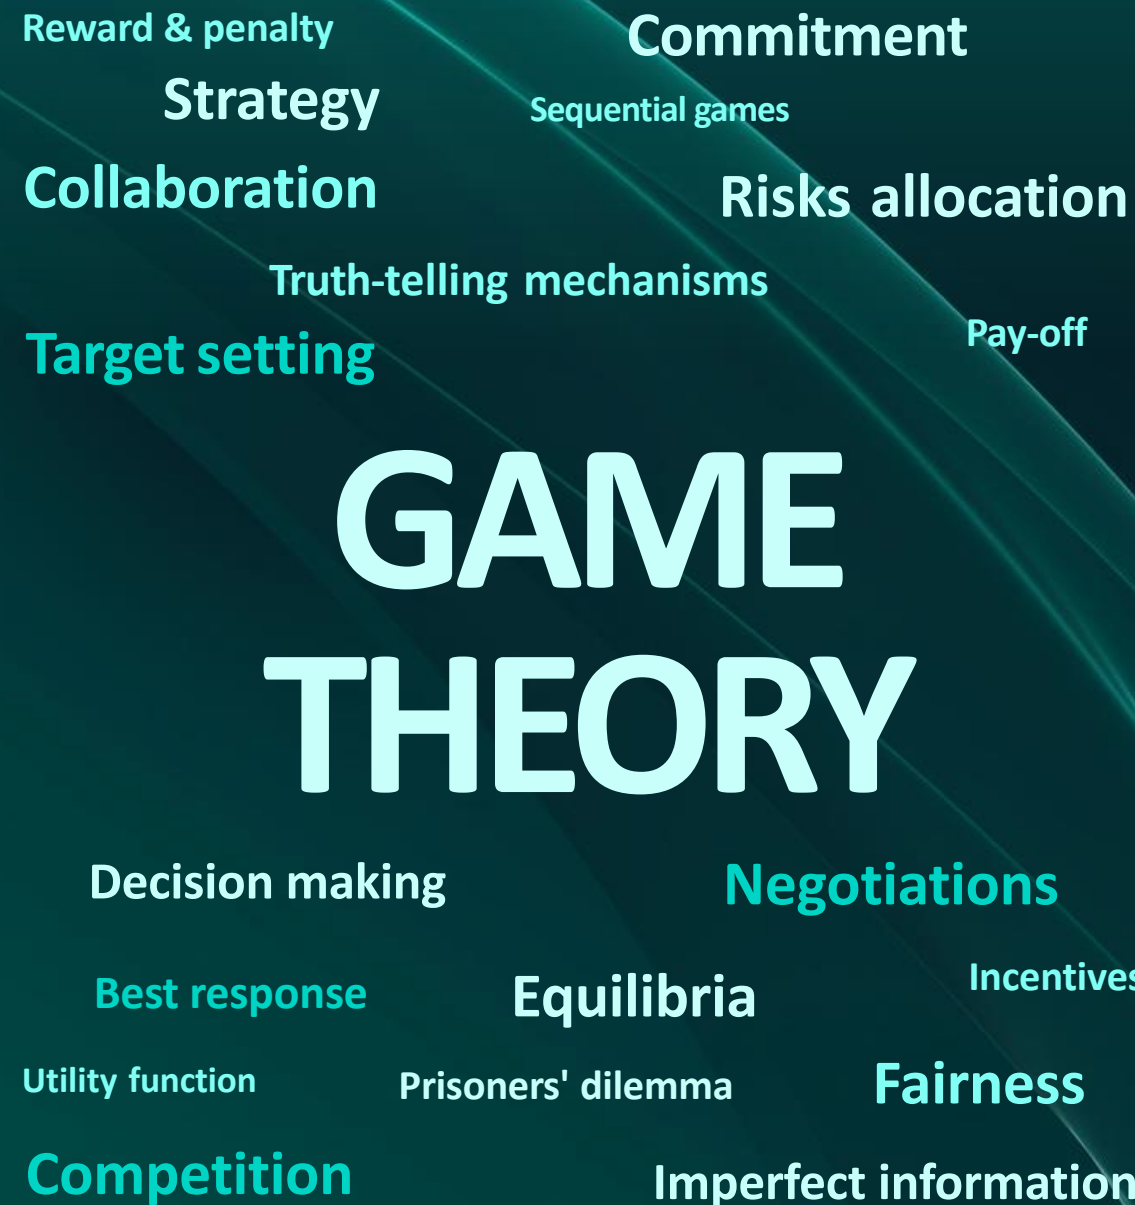 Reward & penalty
Commitment
Strategy
Sequential games
Collaboration
Risks allocation
Truth-telling mechanisms
Pay-off
Target setting
GAME
THEORY
Decision making
Negotiations
Best response
Equilibria
Incentives
Utility function
Prisoners' dilemma
Fairness
Competition
Imperfect information